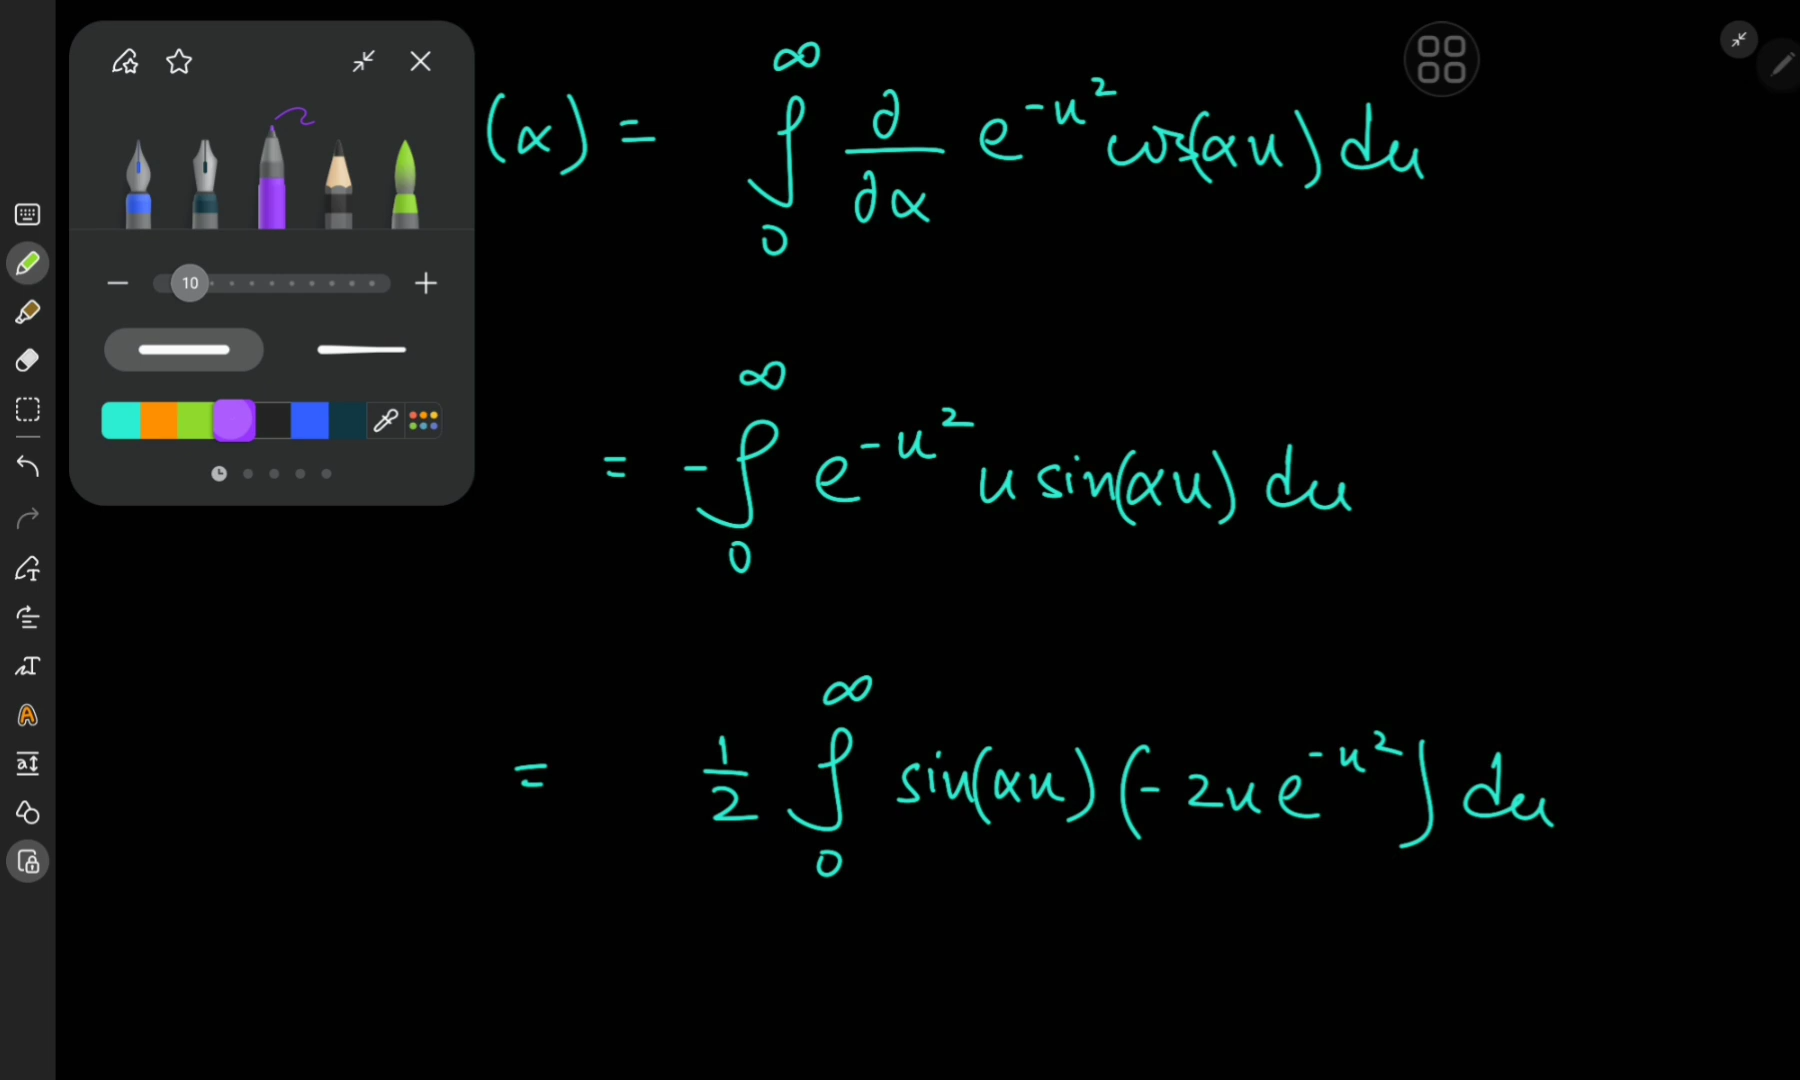 (α) = ∫₀^∞ ∂/∂α e^{-u²} cos(αu) du
10
= -∫₀^∞ e^{-u²} u sin(αu) du
= 1/2 ∫₀^∞ sin(αu) (-2u e^{-u²}) du